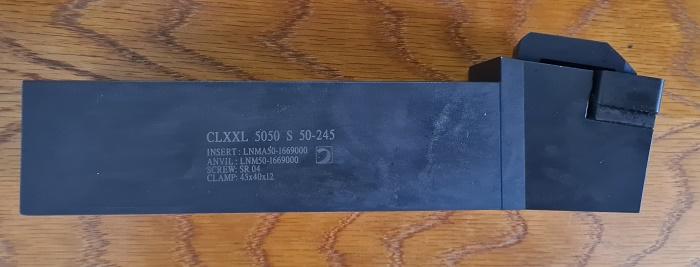 CLXXL 5050 S 50-245
INSERT: LNMA50-1669000
ANVIL: LNM50-1669000
SCREW: SR 04
CLAMP: 45x40x12